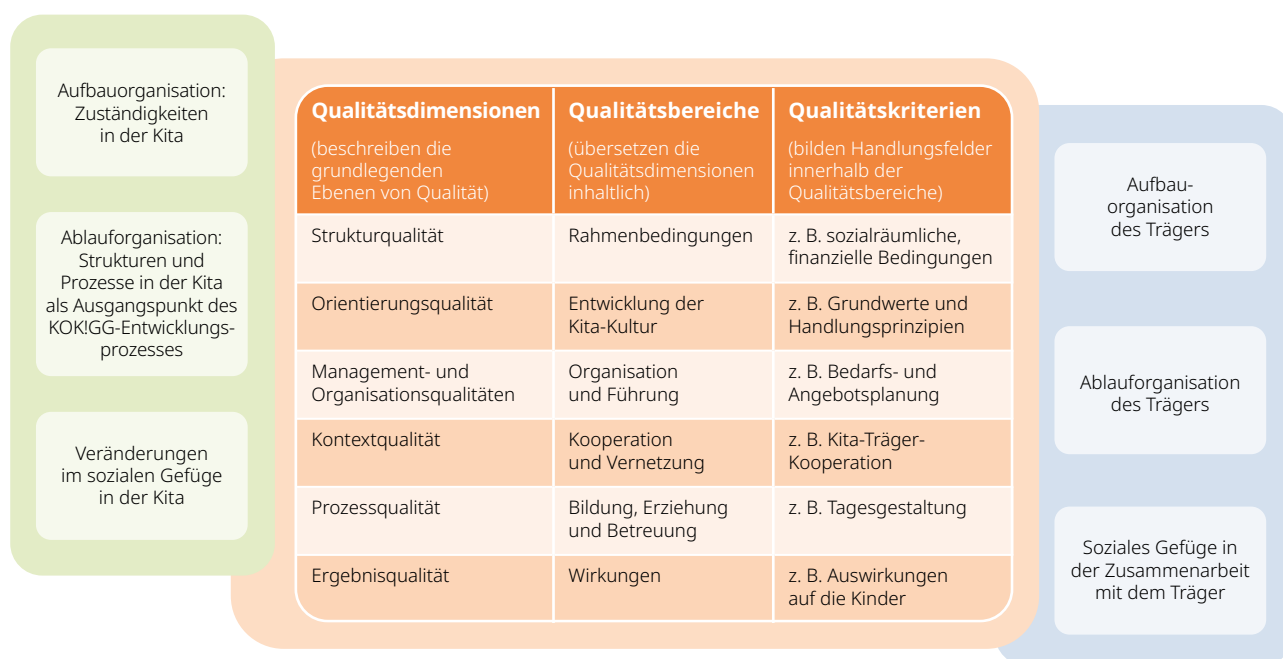 Aufbauorganisation:
Zuständigkeiten
in der Kita
Ablauforganisation:
Strukturen und
Prozesse in der Kita
als Ausgangspunkt des
KOK!GG-Entwicklungs-
prozesses
Veränderungen
im sozialen Gefüge
in der Kita
Qualitätsdimensionen
(beschreiben die
grundlegenden
Ebenen von Qualität)
Qualitätsbereiche
(übersetzen die
Qualitätsdimensionen
inhaltlich)
Qualitätskriterien
(bilden Handlungsfelder
innerhalb der
Qualitätsbereiche)
Strukturqualität
Rahmenbedingungen
z. B. sozialräumliche,
finanzielle Bedingungen
Orientierungsqualität
Entwicklung der
Kita-Kultur
z. B. Grundwerte und
Handlungsprinzipien
Management- und
Organisationsqualitäten
Organisation
und Führung
z. B. Bedarfs- und
Angebotsplanung
Kontextqualität
Kooperation
und Vernetzung
z. B. Kita-Träger-
Kooperation
Prozessqualität
Bildung, Erziehung
und Betreuung
z. B. Tagesgestaltung
Ergebnisqualität
Wirkungen
z. B. Auswirkungen
auf die Kinder
Aufbau-
organisation
des Trägers
Ablauforganisation
des Trägers
Soziales Gefüge in
der Zusammenarbeit
mit dem Träger